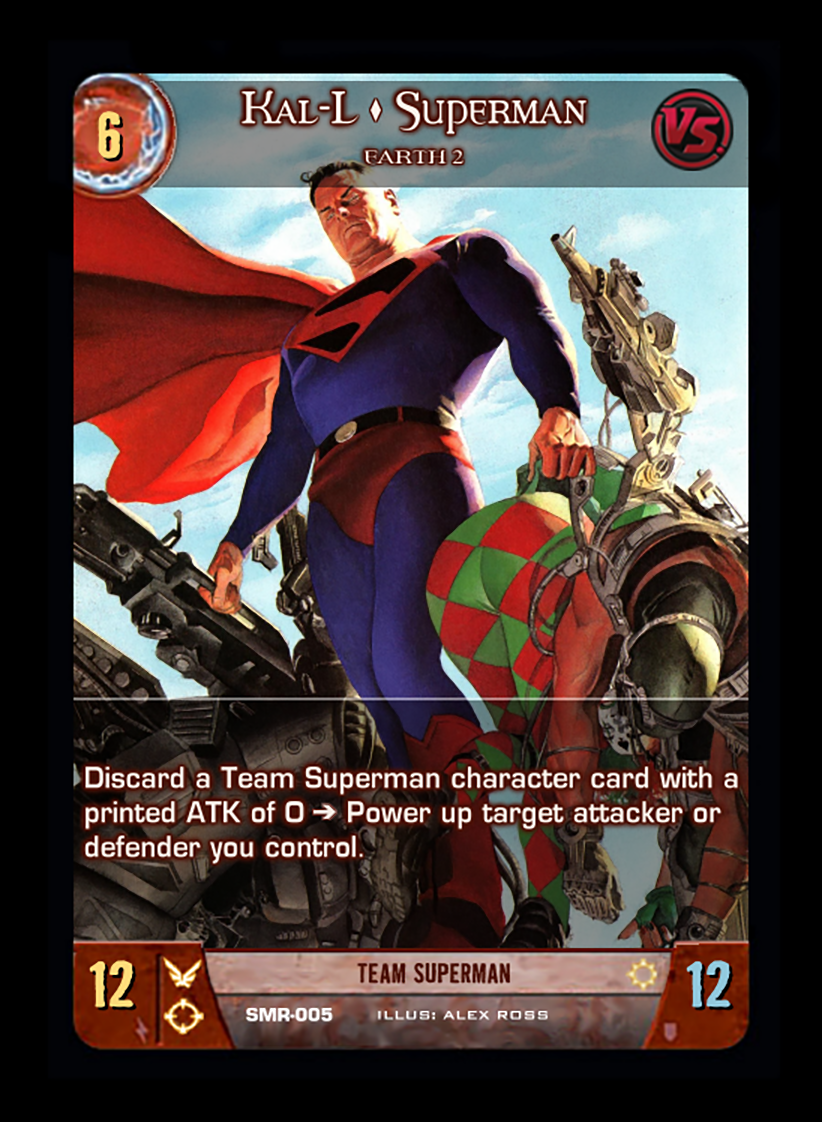 6
Kal-L ♦ Superman
VS.
Earth 2
Discard a Team Superman character card with a
printed ATK of 0 ➔ Power up target attacker or
defender you control.
12
TEAM SUPERMAN
12
SMR-005 ILLUS: ALEX ROSS